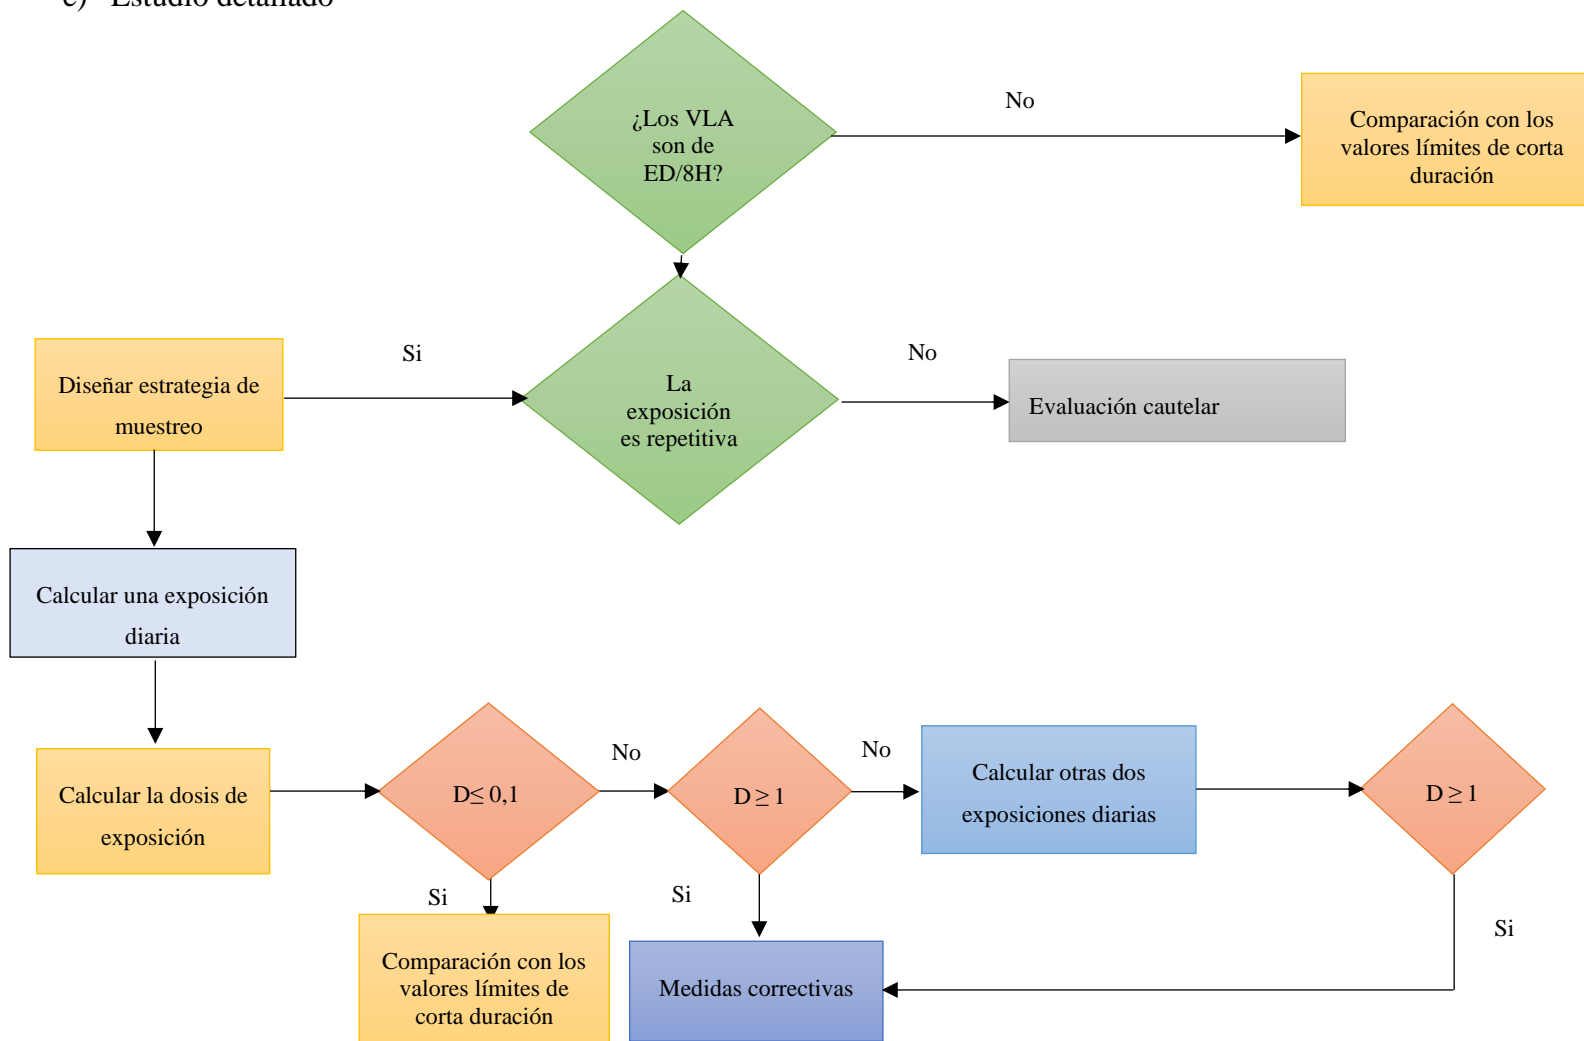 e) Estudio detallado
¿Los VLA
son de
ED/8H?
No
Comparación con los
valores límites de corta
duración
Diseñar estrategia de
muestreo
Si
La
exposición
es repetitiva
No
Evaluación cautelar
Calcular una exposición
diaria
Calcular la dosis de
exposición
D≤ 0,1
No
D ≥ 1
No
Calcular otras dos
exposiciones diarias
D ≥ 1
Si
Si
Si
Comparación con los
valores límites de
corta duración
Medidas correctivas